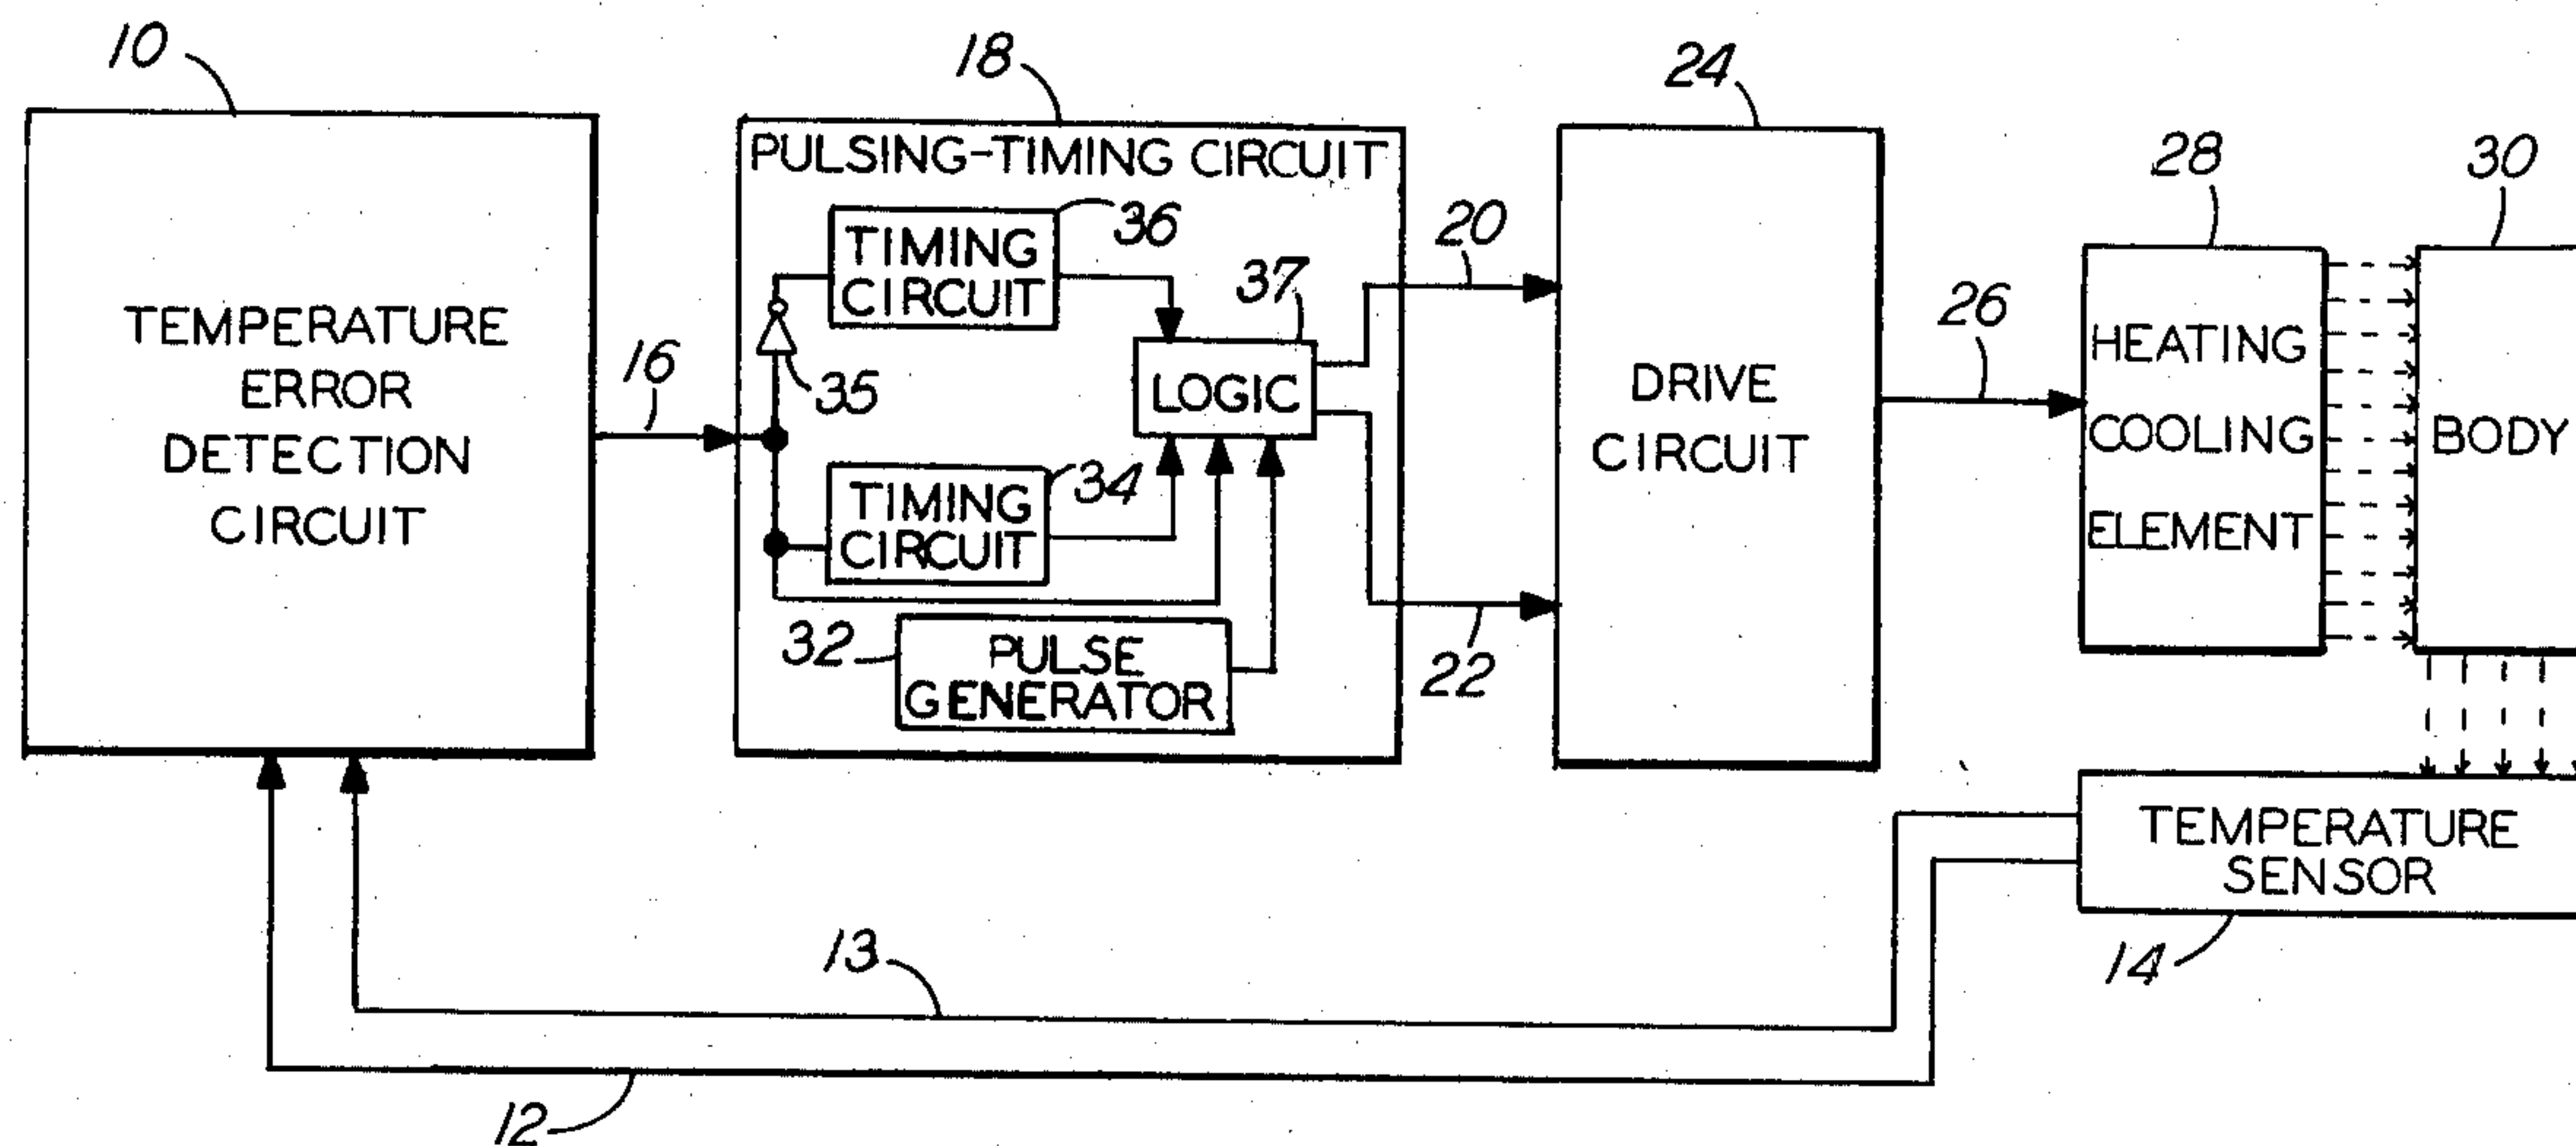 10
TEMPERATURE
ERROR
DETECTION
CIRCUIT
16
18
PULSING-TIMING CIRCUIT
TIMING
CIRCUIT
36
35
37
LOGIC
TIMING
CIRCUIT
34
32
PULSE
GENERATOR
20
22
24
DRIVE
CIRCUIT
26
28
HEATING
COOLING
ELEMENT
30
BODY
TEMPERATURE
SENSOR
14
13
12